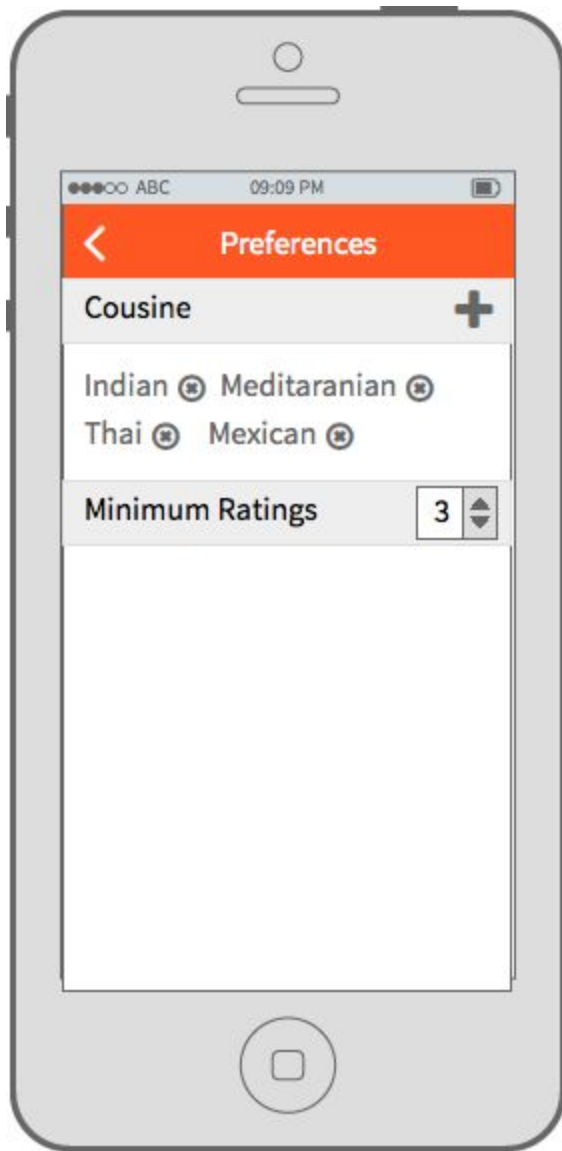 ABC 09:09 PM
Preferences
Cousine
Indian Meditaranian
Thai Mexican
Minimum Ratings 3